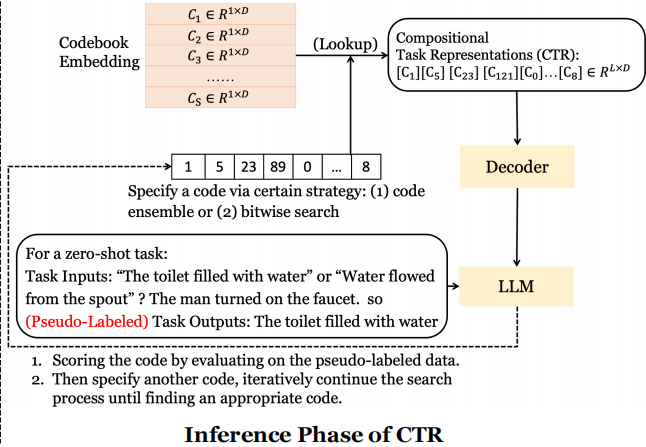 Codebook
Embedding
C₁ ∈ R¹ˣᴰ
C₂ ∈ R¹ˣᴰ
C₃ ∈ R¹ˣᴰ
......
Cₛ ∈ R¹ˣᴰ
(Lookup)
Compositional
Task Representations (CTR):
[C₁][C₅] [C₂₃] [C₁₂₁][C₀]...[C₈] ∈ Rᴸˣᴰ
1 5 23 89 0 ... 8
Specify a code via certain strategy: (1) code
ensemble or (2) bitwise search
Decoder
For a zero-shot task:
Task Inputs: “The toilet filled with water” or “Water flowed
from the spout” ? The man turned on the faucet. so
(Pseudo-Labeled) Task Outputs: The toilet filled with water
LLM
1. Scoring the code by evaluating on the pseudo-labeled data.
2. Then specify another code, iteratively continue the search
process until finding an appropriate code.
Inference Phase of CTR